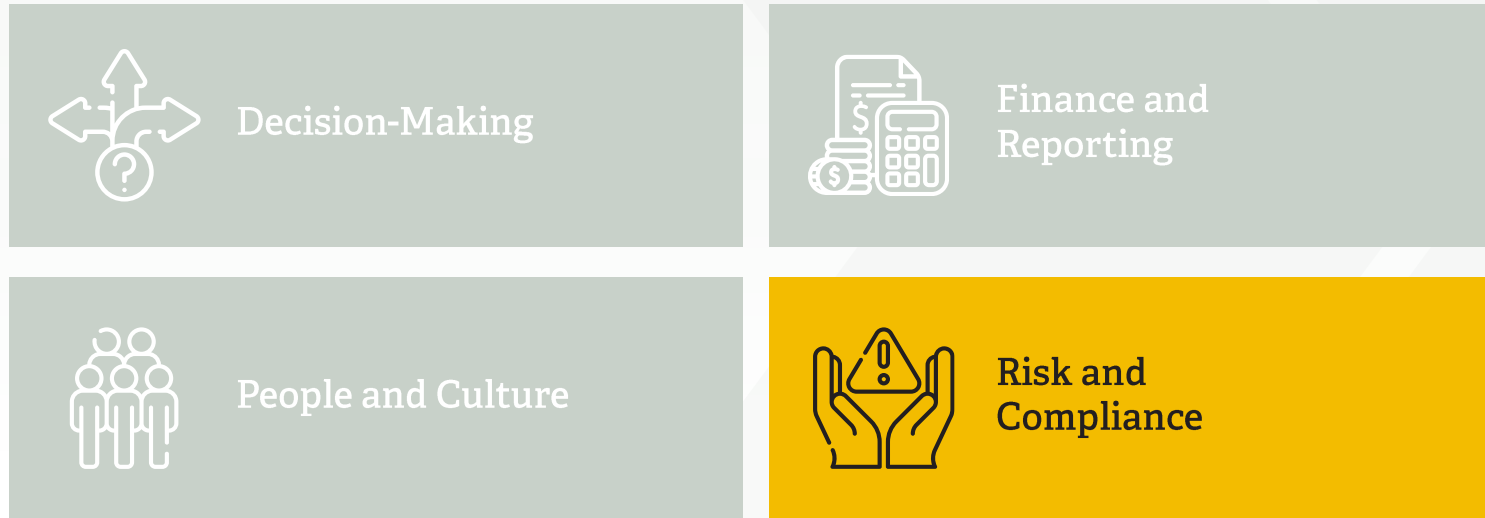 Decision-Making
Finance and
Reporting
People and Culture
Risk and
Compliance